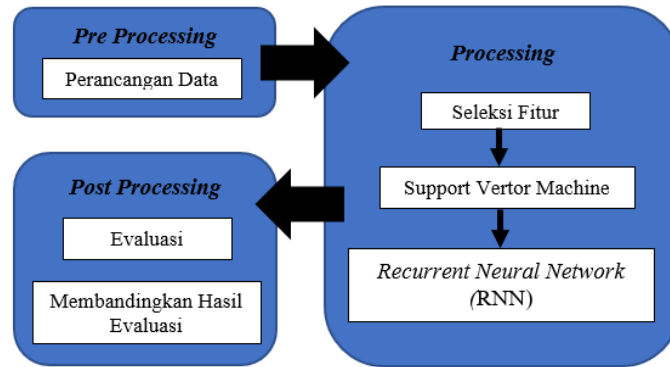 Pre Processing
Perancangan Data
Processing
Seleksi Fitur
Support Vertor Machine
Recurrent Neural Network
(RNN)
Post Processing
Evaluasi
Membandingkan Hasil
Evaluasi